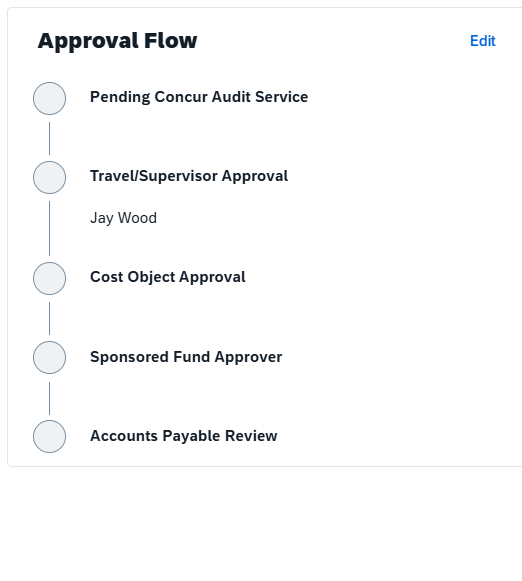 Approval Flow
Edit
Pending Concur Audit Service
Travel/Supervisor Approval
Jay Wood
Cost Object Approval
Sponsored Fund Approver
Accounts Payable Review